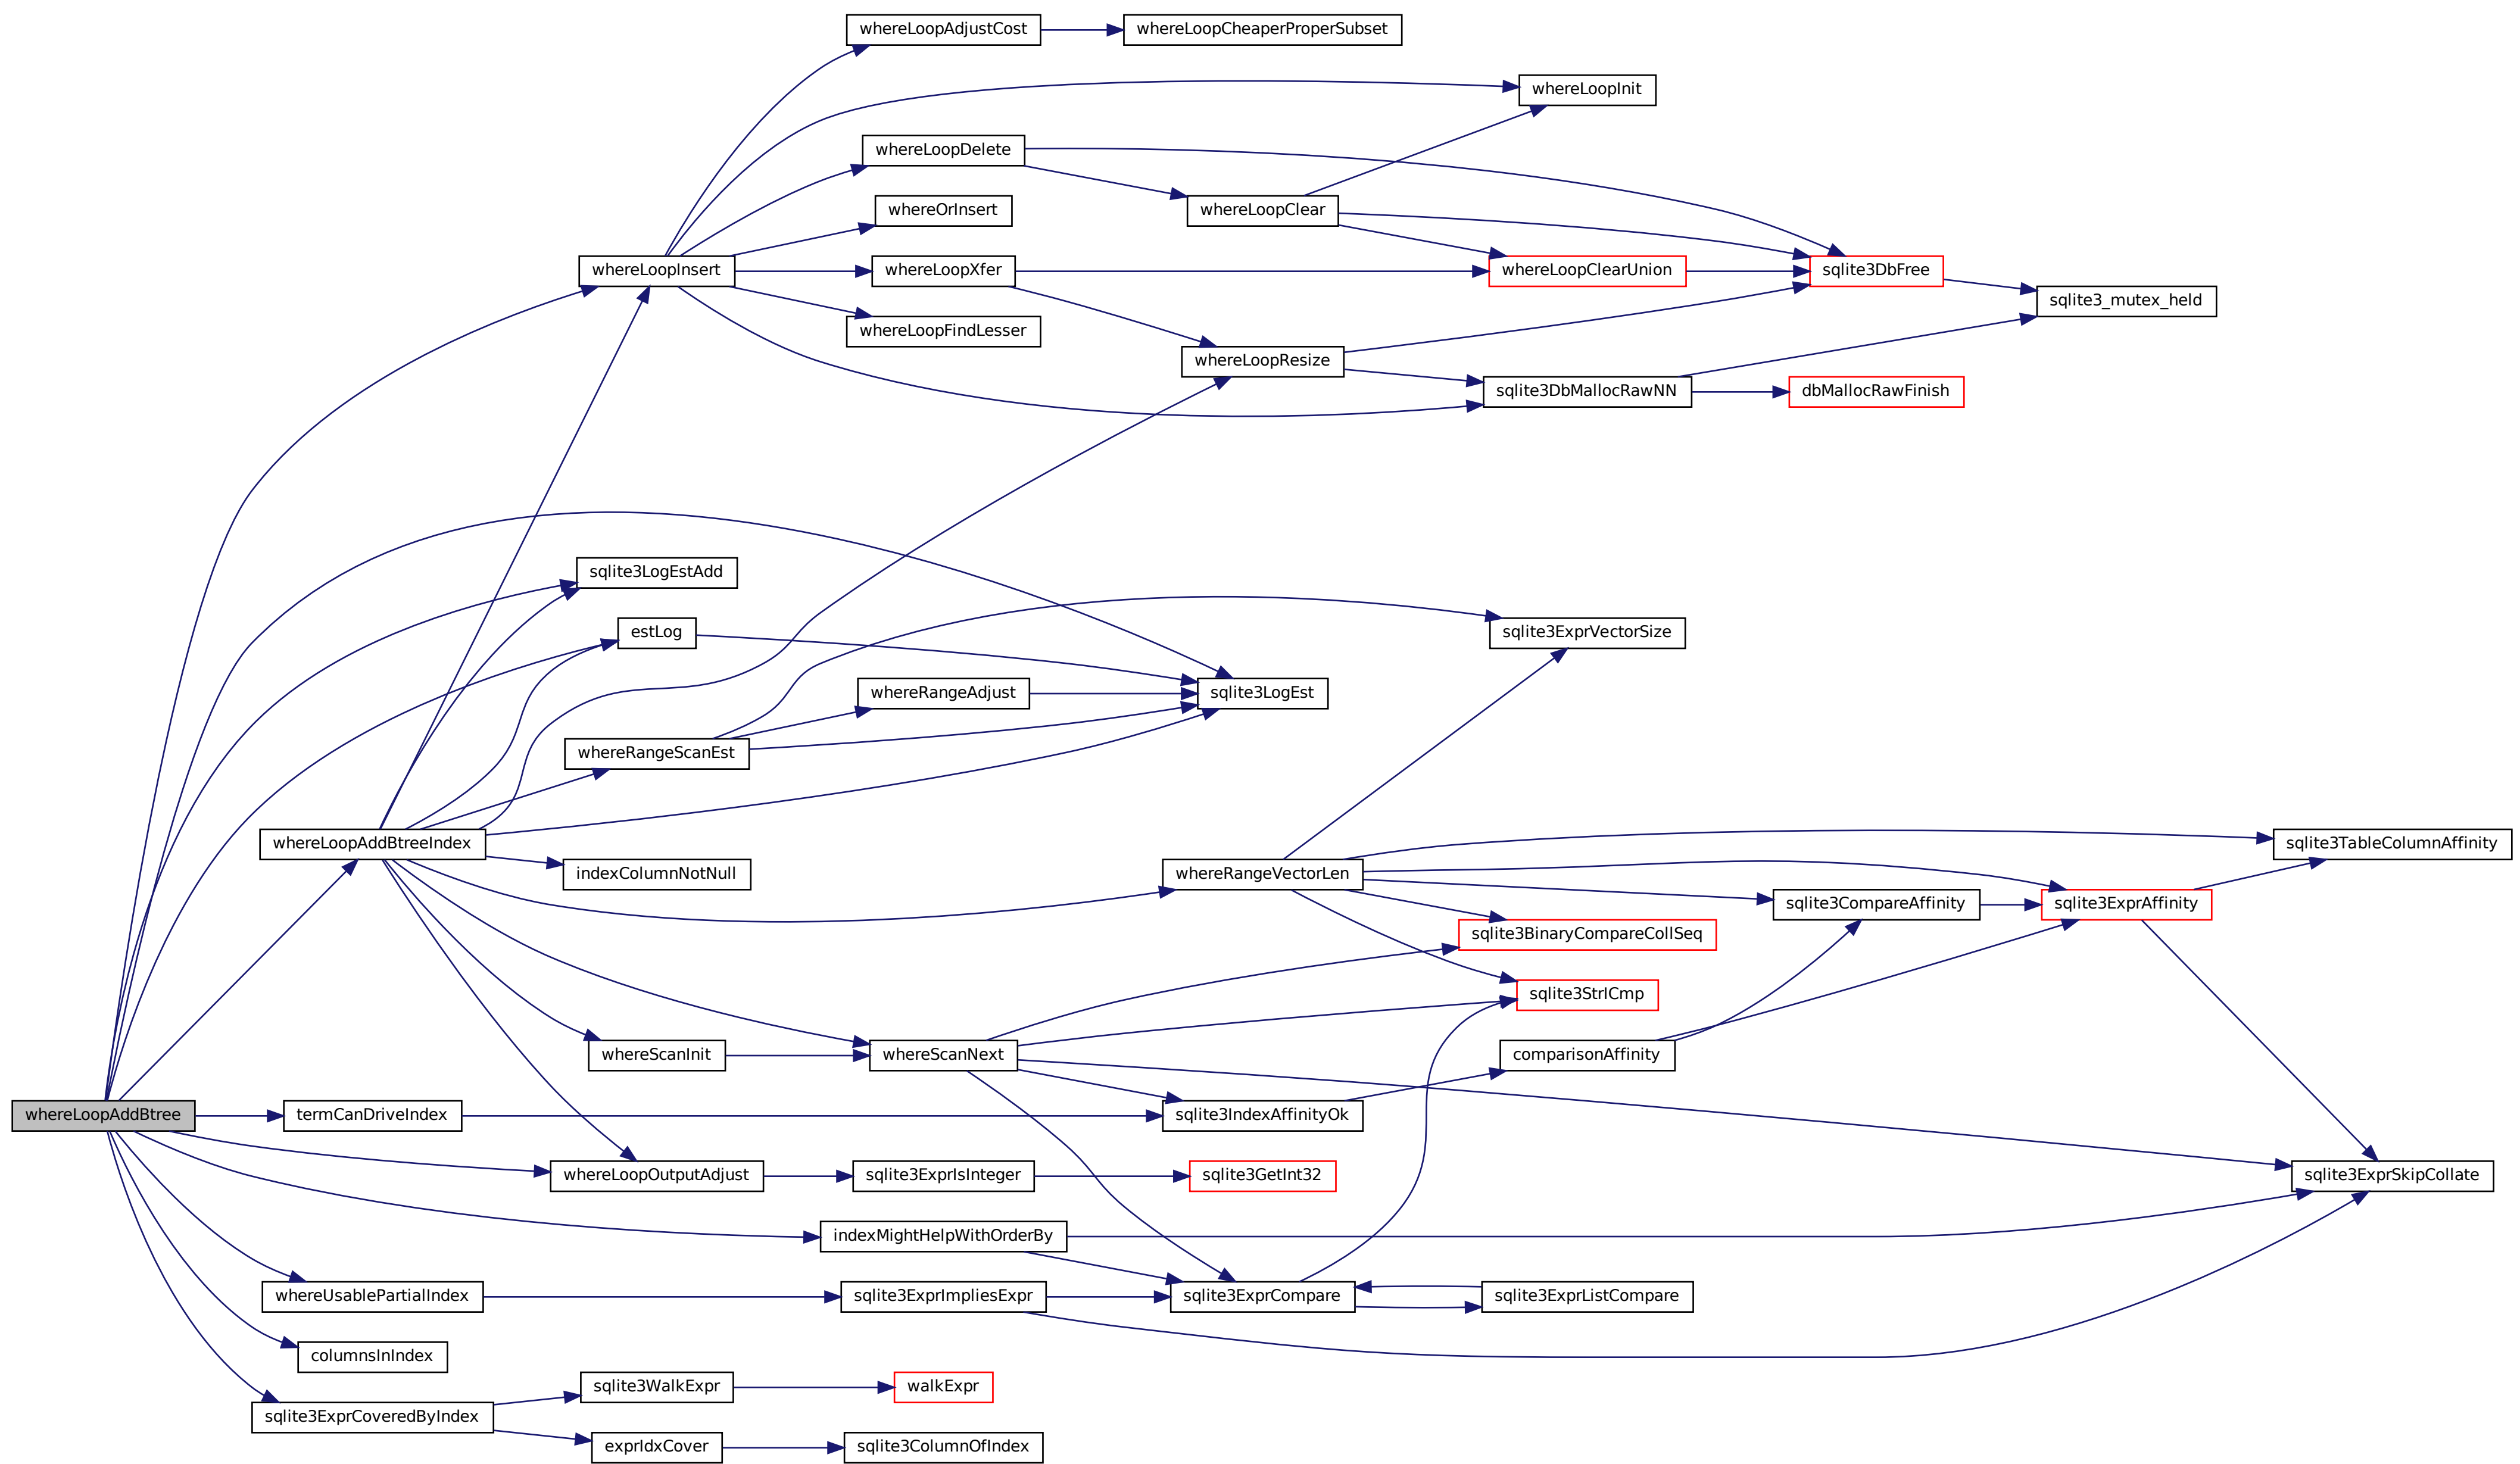 whereLoopAdjustCost
whereLoopCheaperProperSubset
whereLoopInit
whereLoopDelete
whereOrInsert
whereLoopClear
whereLoopInsert
whereLoopXfer
whereLoopClearUnion
sqlite3DbFree
sqlite3_mutex_held
whereLoopFindLesser
whereLoopResize
sqlite3DbMallocRawNN
dbMallocRawFinish
sqlite3LogEstAdd
estLog
sqlite3ExprVectorSize
whereRangeAdjust
sqlite3LogEst
whereRangeScanEst
whereLoopAddBtreeIndex
sqlite3TableColumnAffinity
indexColumnNotNull
whereRangeVectorLen
sqlite3CompareAffinity
sqlite3ExprAffinity
sqlite3BinaryCompareCollSeq
sqlite3StrICmp
whereScanInit
whereScanNext
comparisonAffinity
whereLoopAddBtree
termCanDriveIndex
sqlite3IndexAffinityOk
whereLoopOutputAdjust
sqlite3ExprIsInteger
sqlite3GetInt32
sqlite3ExprSkipCollate
indexMightHelpWithOrderBy
whereUsablePartialIndex
sqlite3ExprImpliesExpr
sqlite3ExprCompare
sqlite3ExprListCompare
columnsInIndex
sqlite3WalkExpr
walkExpr
sqlite3ExprCoveredByIndex
exprIdxCover
sqlite3ColumnOfIndex